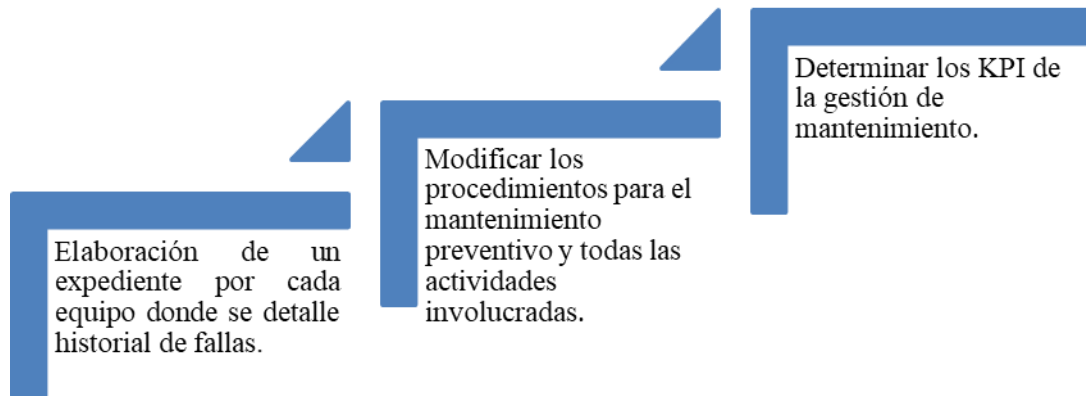 Elaboración de un
expediente por cada
equipo donde se detalle
historial de fallas.
Modificar los
procedimientos para el
mantenimiento
preventivo y todas las
actividades
involucradas.
Determinar los KPI de
la gestión de
mantenimiento.